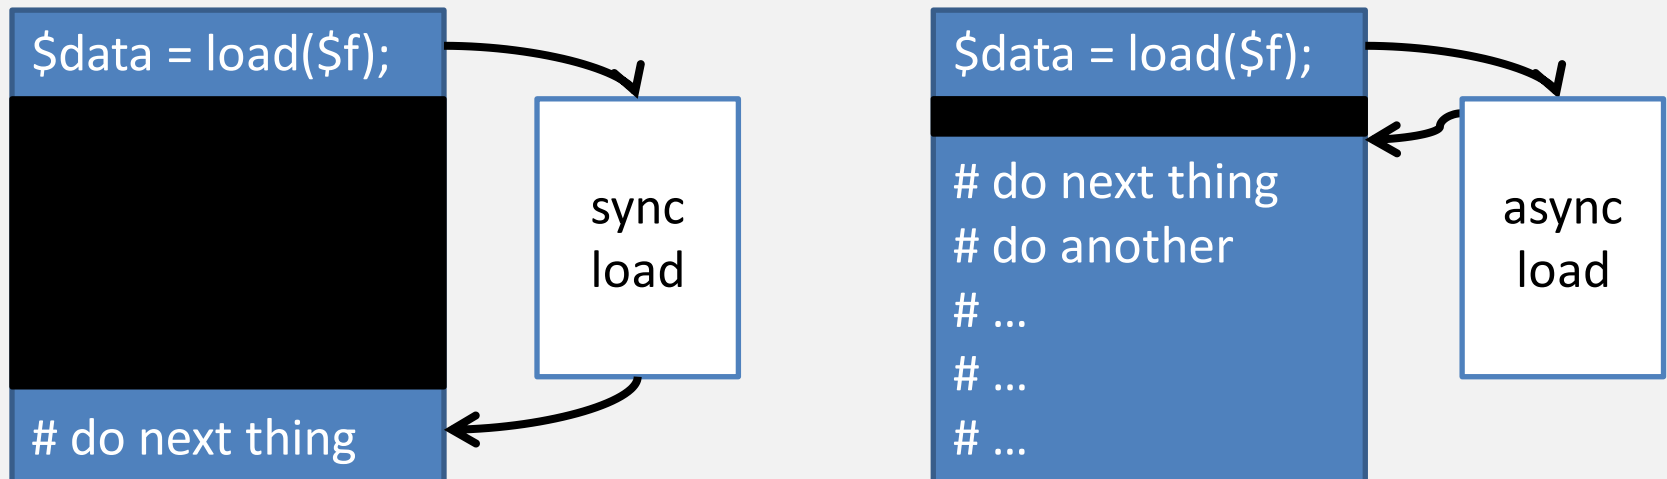 $data = load($f);
# do next thing
sync
load
$data = load($f);
# do next thing
# do another
# ...
# ...
# ...
async
load